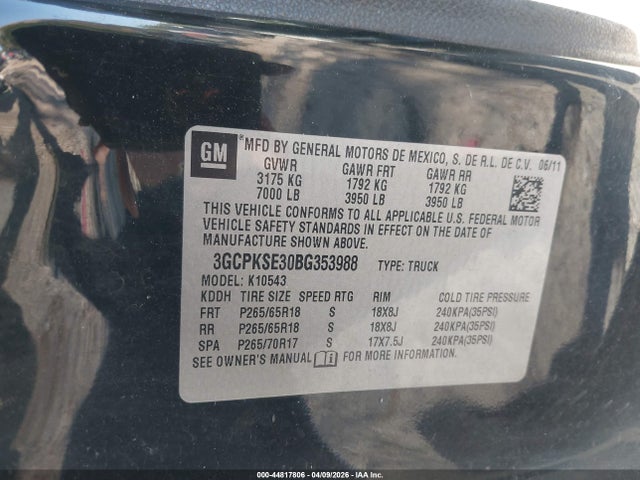 GM
® MFD BY GENERAL MOTORS DE MEXICO, S. DE R.L. DE C.V. 06/11
GVWR GAWR FRT GAWR RR
3175 KG 1792 KG 1792 KG
7000 LB 3950 LB 3950 LB
THIS VEHICLE CONFORMS TO ALL APPLICABLE U.S. FEDERAL MOTOR
VEHICLE SAFETY STANDARDS IN EFFECT ON THE DATE OF
MANUFACTURE SHOWN ABOVE.
3GCPKSE30BG353988 TYPE: TRUCK
MODEL: K10543
KDDH TIRE SIZE SPEED RTG RIM COLD TIRE PRESSURE
FRT P265/65R18 S 18X8J 240KPA(35PSI)
RR P265/65R18 S 18X8J 240KPA(35PSI)
SPA P265/70R17 S 17X7.5J 240KPA(35PSI)
SEE OWNER'S MANUAL FOR MORE INFORMATION.
000-44817806 - 04/09/2026 - IAAI.COM